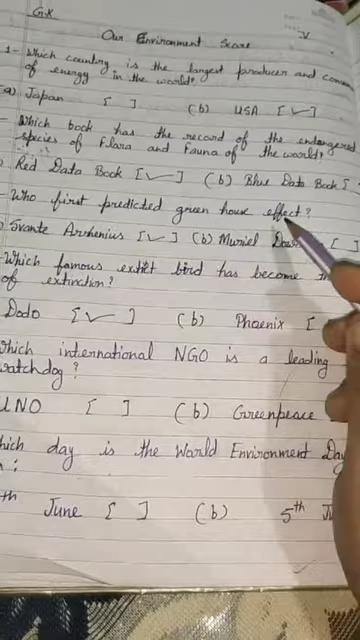 G.K
Our Environment Score
1- Which country is the largest producer and
of energy in the world?
(a) Japan [ ] (b) USA [✓]
Which book has the record of the endangered
species of Flara and Fauna of the world?
Red Data Book [✓] (b) Blue Data Book [
Who first predicted green house effect?
Svante Arrhenius [✓] (b) Muriel [ ]
Which famous extict bird has become
of extinction?
Dodo [✓] (b) Phoenix [
Which international NGO is a leading
watchdog?
UNO [ ] (b) Greenpeace
which day is the World Environment Day
th June [ ] (b) 5th